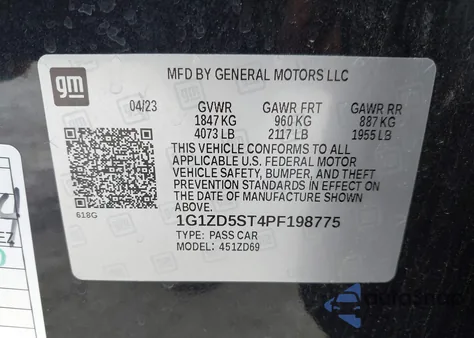 gm
MFD BY GENERAL MOTORS LLC
04/23 GVWR GAWR FRT GAWR RR
1847 KG 960 KG 887 KG
4073 LB 2117 LB 1955 LB
THIS VEHICLE CONFORMS TO ALL
APPLICABLE U.S. FEDERAL MOTOR
VEHICLE SAFETY, BUMPER, AND THEFT
PREVENTION STANDARDS IN EFFECT ON
THE DATE OF MANUFACTURE SHOWN
ABOVE.
618G
1G1ZD5ST4PF198775
TYPE: PASS CAR
MODEL: 451ZD69